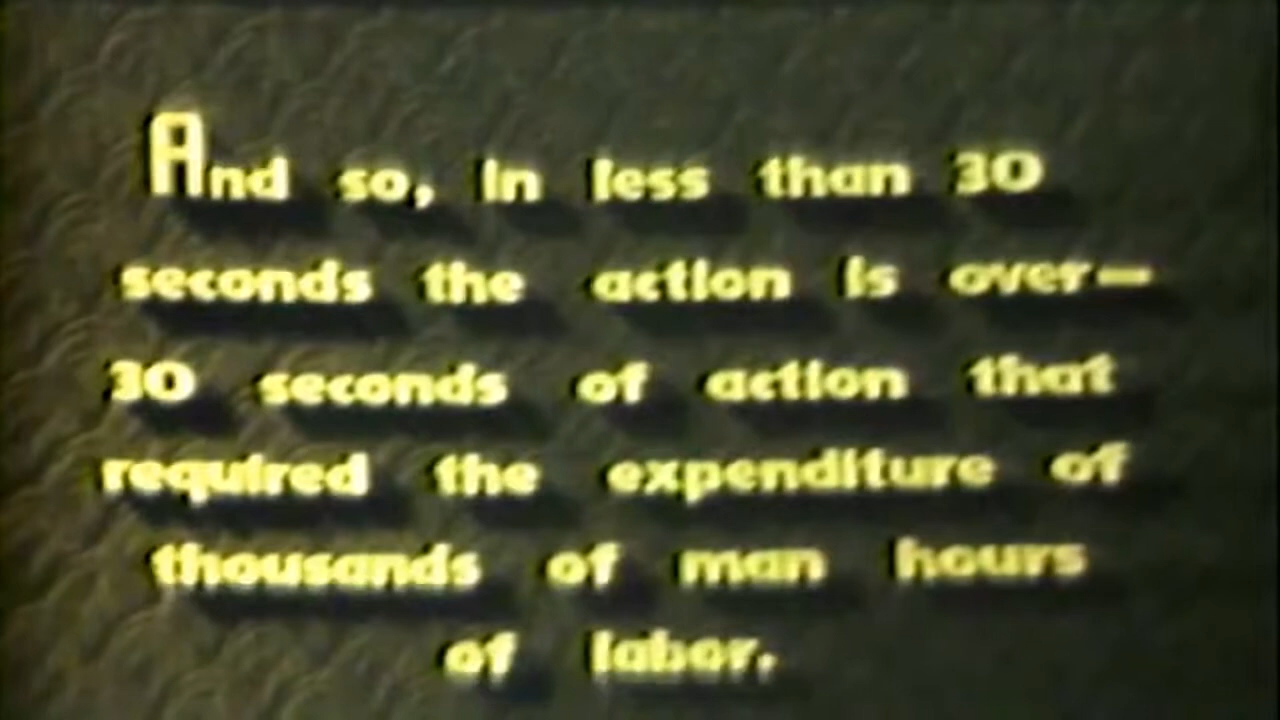 And so, in less than 30
seconds the action is over—
30 seconds of action that
required the expenditure of
thousands of man hours
of labor.